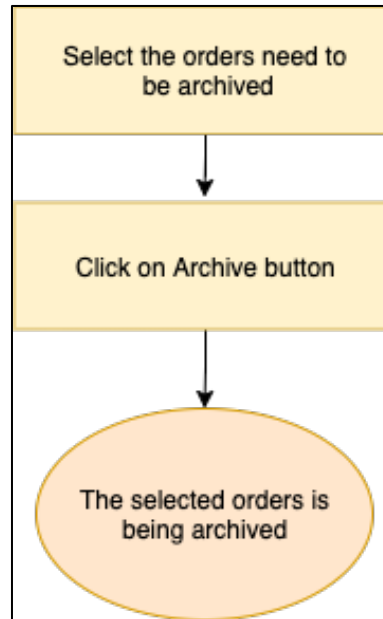 Select the orders need to
be archived
Click on Archive button
The selected orders is
being archived